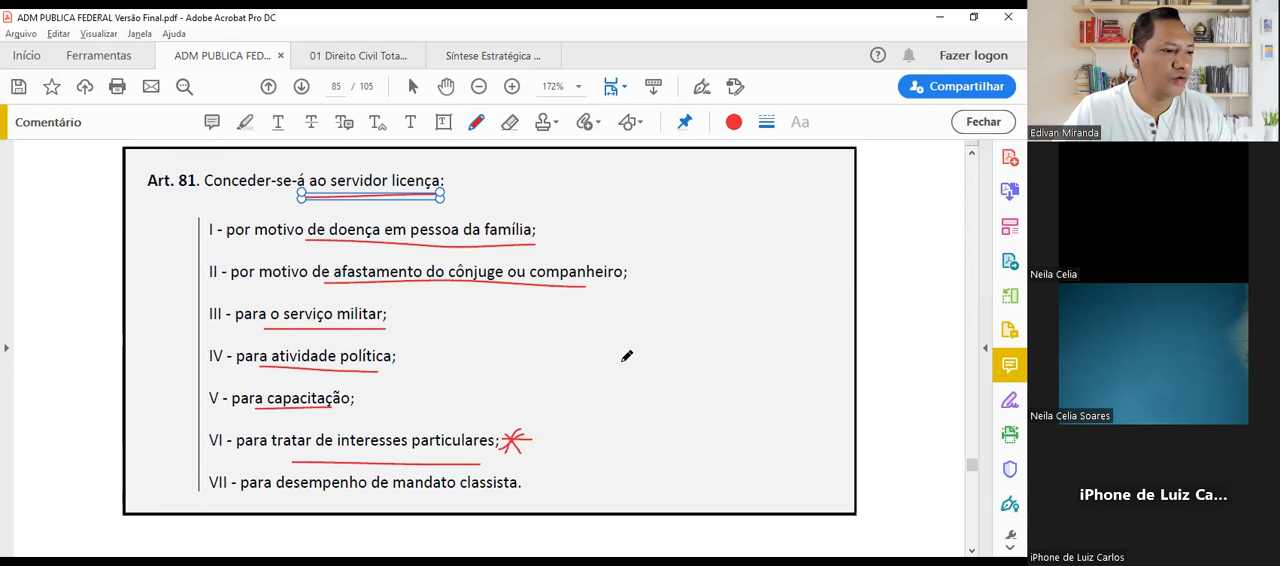 ADM PUBLICA FEDERAL Versão Final.pdf - Adobe Acrobat Pro DC
Arquivo Editar Visualizar Janela Ajuda
Início Ferramentas ADM PUBLICA FED... × 01 Direito Civil Tota... Síntese Estratégica ... Fazer logon
85 / 105 172% Compartilhar
Comentário Fechar
Art. 81. Conceder-se-á ao servidor licença:
I - por motivo de doença em pessoa da família;
II - por motivo de afastamento do cônjuge ou companheiro;
III - para o serviço militar;
IV - para atividade política;
V - para capacitação;
VI - para tratar de interesses particulares;
VII - para desempenho de mandato classista.
Edivan Miranda
Neila Celia
Neila Celia Soares
iPhone de Luiz Ca...
iPhone de Luiz Carlos